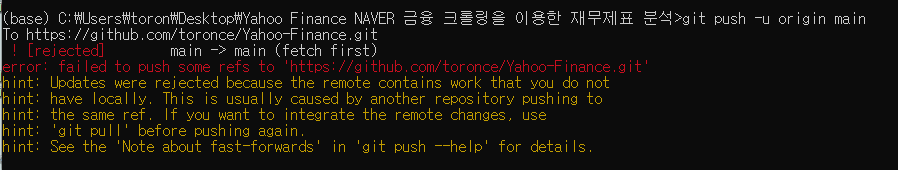 (base) C:₩Users₩toron₩Desktop₩Yahoo Finance NAVER 금융 크롤링을 이용한 재무제표 분석>git push -u origin main
To https://github.com/toronce/Yahoo-Finance.git
 ! [rejected]        main -> main (fetch first)
error: failed to push some refs to 'https://github.com/toronce/Yahoo-Finance.git'
hint: Updates were rejected because the remote contains work that you do not
hint: have locally. This is usually caused by another repository pushing to
hint: the same ref. If you want to integrate the remote changes, use
hint: 'git pull' before pushing again.
hint: See the 'Note about fast-forwards' in 'git push --help' for details.